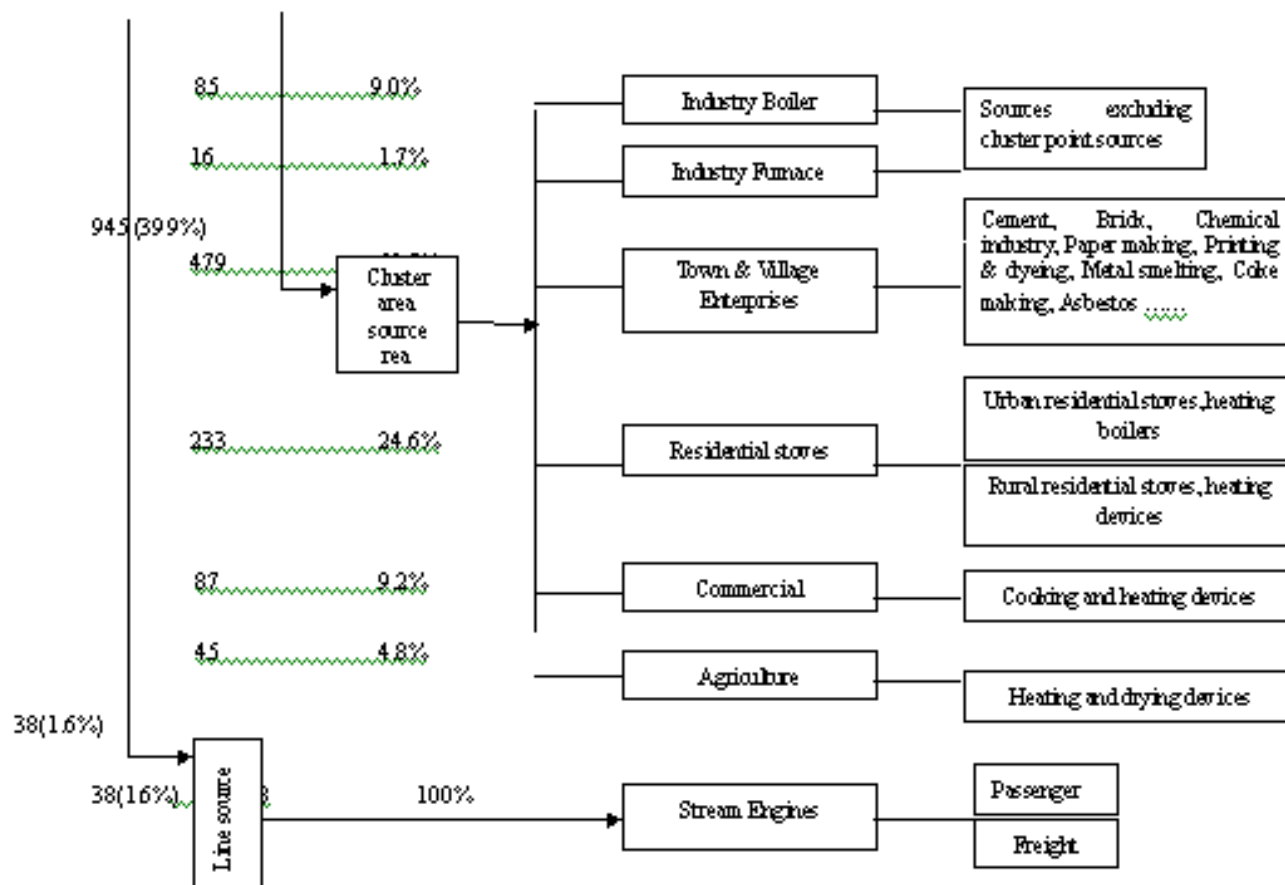 85 9.0%
Industry Boiler
Sources excluding
cluster point sources
16 1.7%
Industry Furnace
945 (39.9%)
479
Cluster
area
source
rea
Town & Village
Enterprises
Cement, Brick, Chemical
industry, Paper making, Printing
& dyeing, Metal smelting, Coke
making, Asbestos ......
233 24.6%
Residential stoves
Urban residential stoves, heating
boilers
Rural residential stoves, heating
devices
87 9.2%
Commercial
Cooking and heating devices
45 4.8%
Agriculture
Heating and drying devices
38(1.6%)
Line source
38(1.6%)
100%
Stream Engines
Passenger
Freight